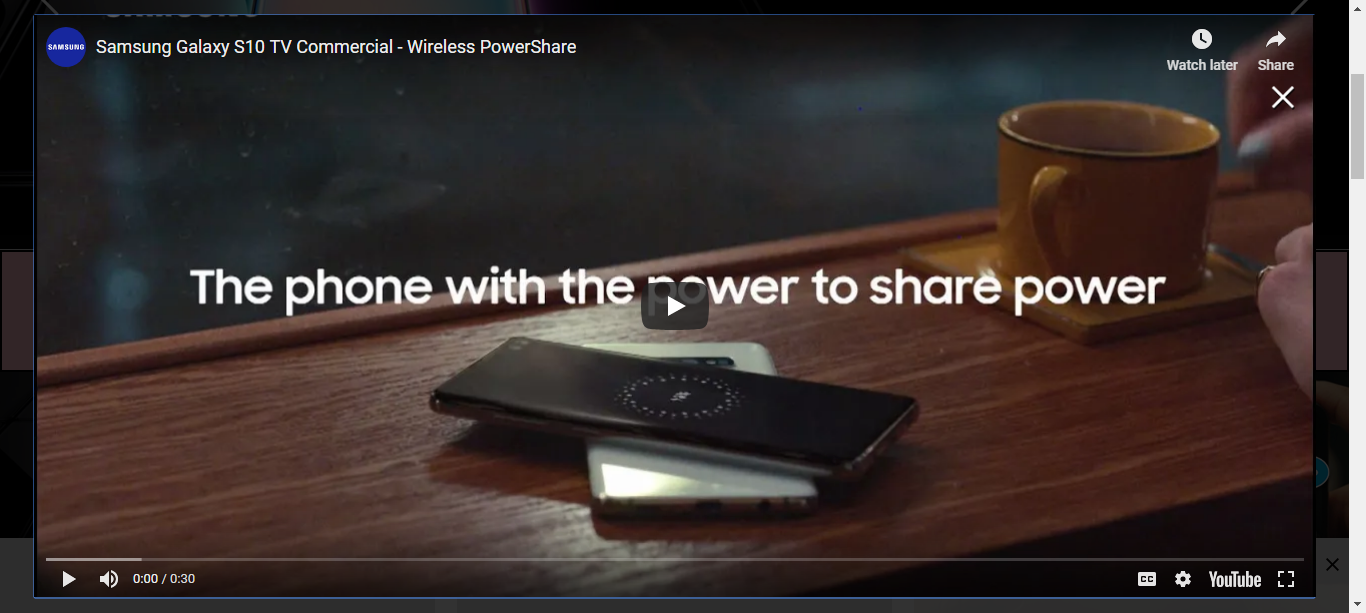 SAMSUNG
SAMSUNG
Samsung Galaxy S10 TV Commercial - Wireless PowerShare
Watch later
Share
The phone with the power to share power
0:00 / 0:30
CC
YouTube